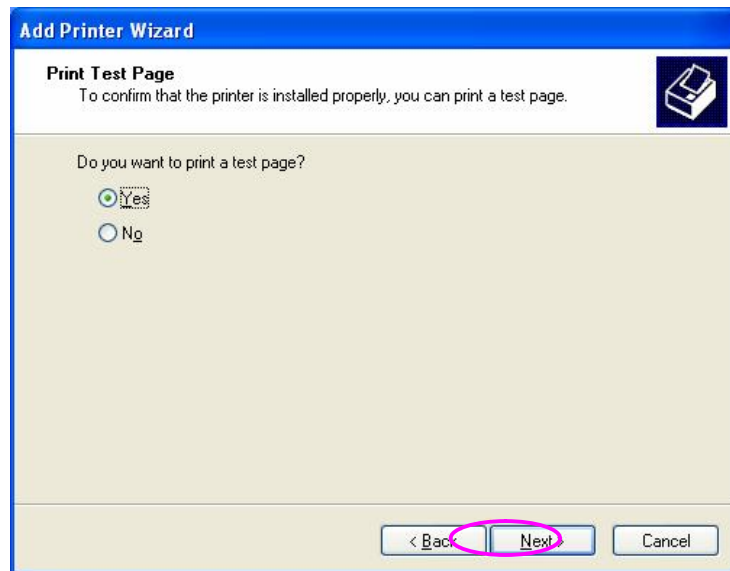 Add Printer Wizard
Print Test Page
To confirm that the printer is installed properly, you can print a test page.
Do you want to print a test page?
Yes
No
< Back Next > Cancel